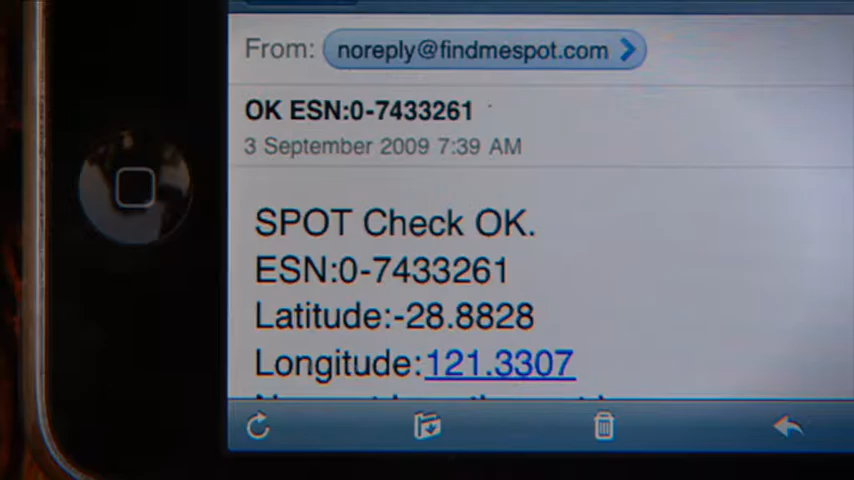 From: noreply@findmespot.com
OK ESN:0-7433261
3 September 2009 7:39 AM
SPOT Check OK.
ESN:0-7433261
Latitude:-28.8828
Longitude:121.3307